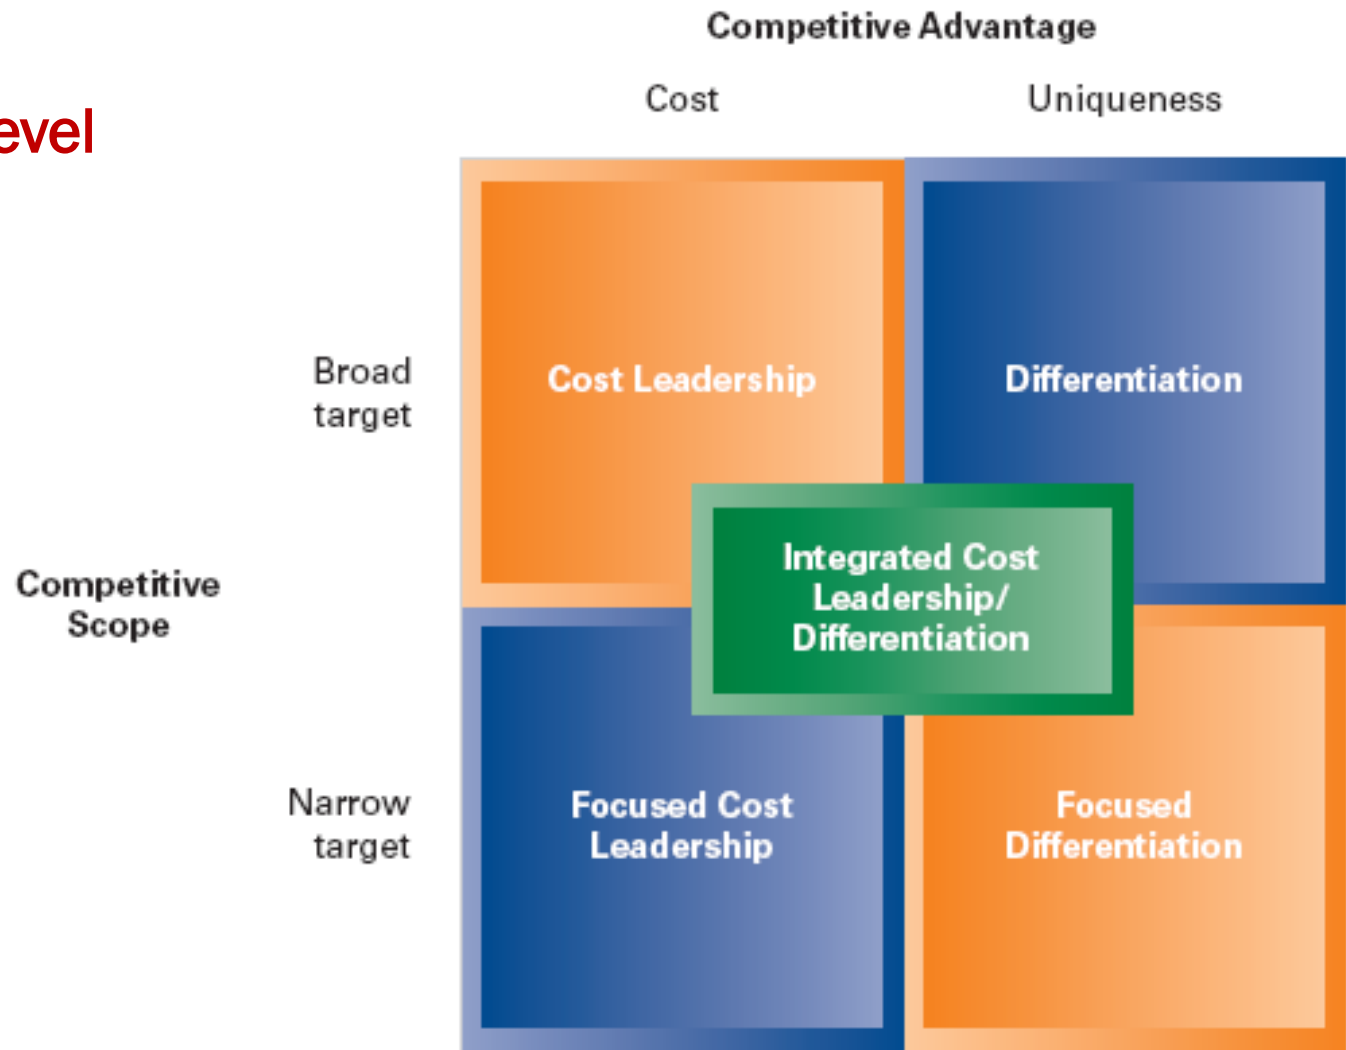 Competitive Advantage
Cost Uniqueness
evel
Broad
target
Cost Leadership
Differentiation
Competitive
Scope
Integrated Cost
Leadership/
Differentiation
Narrow
target
Focused Cost
Leadership
Focused
Differentiation